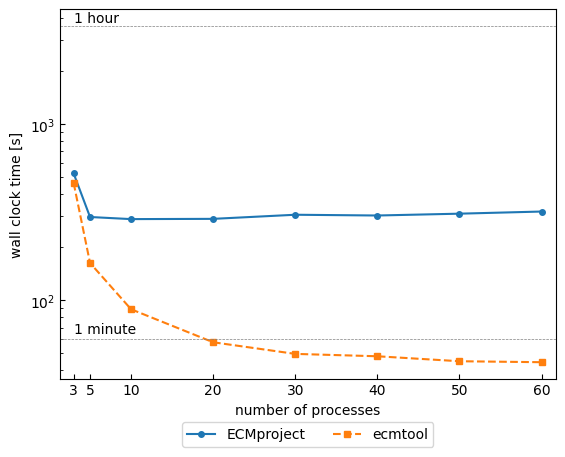 1 hour
10³
wall clock time [s]
10²
1 minute
3 5 10 20 30 40 50 60
number of processes
ECMproject ecmtool